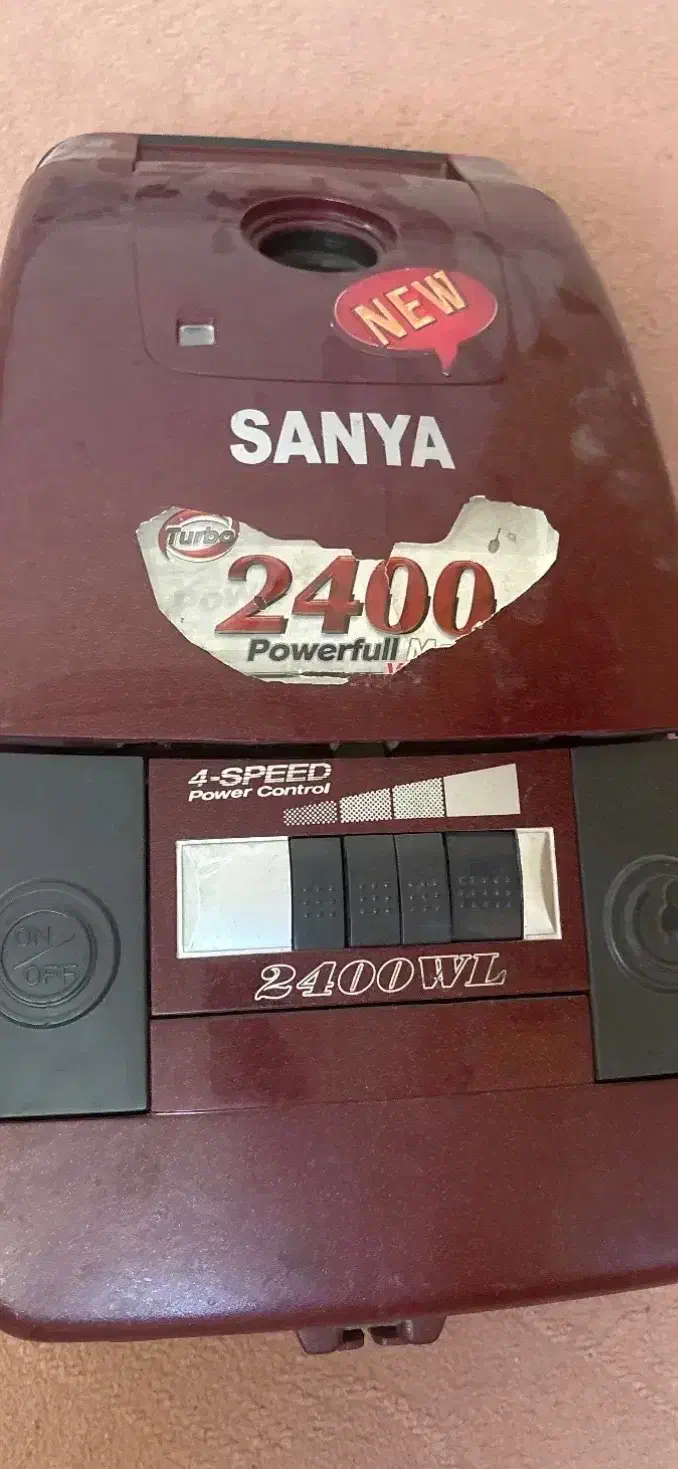 NEW
SANYA
Turbo
2400
Powerfull
4-SPEED
Power Control
2400WL
ON/OFF